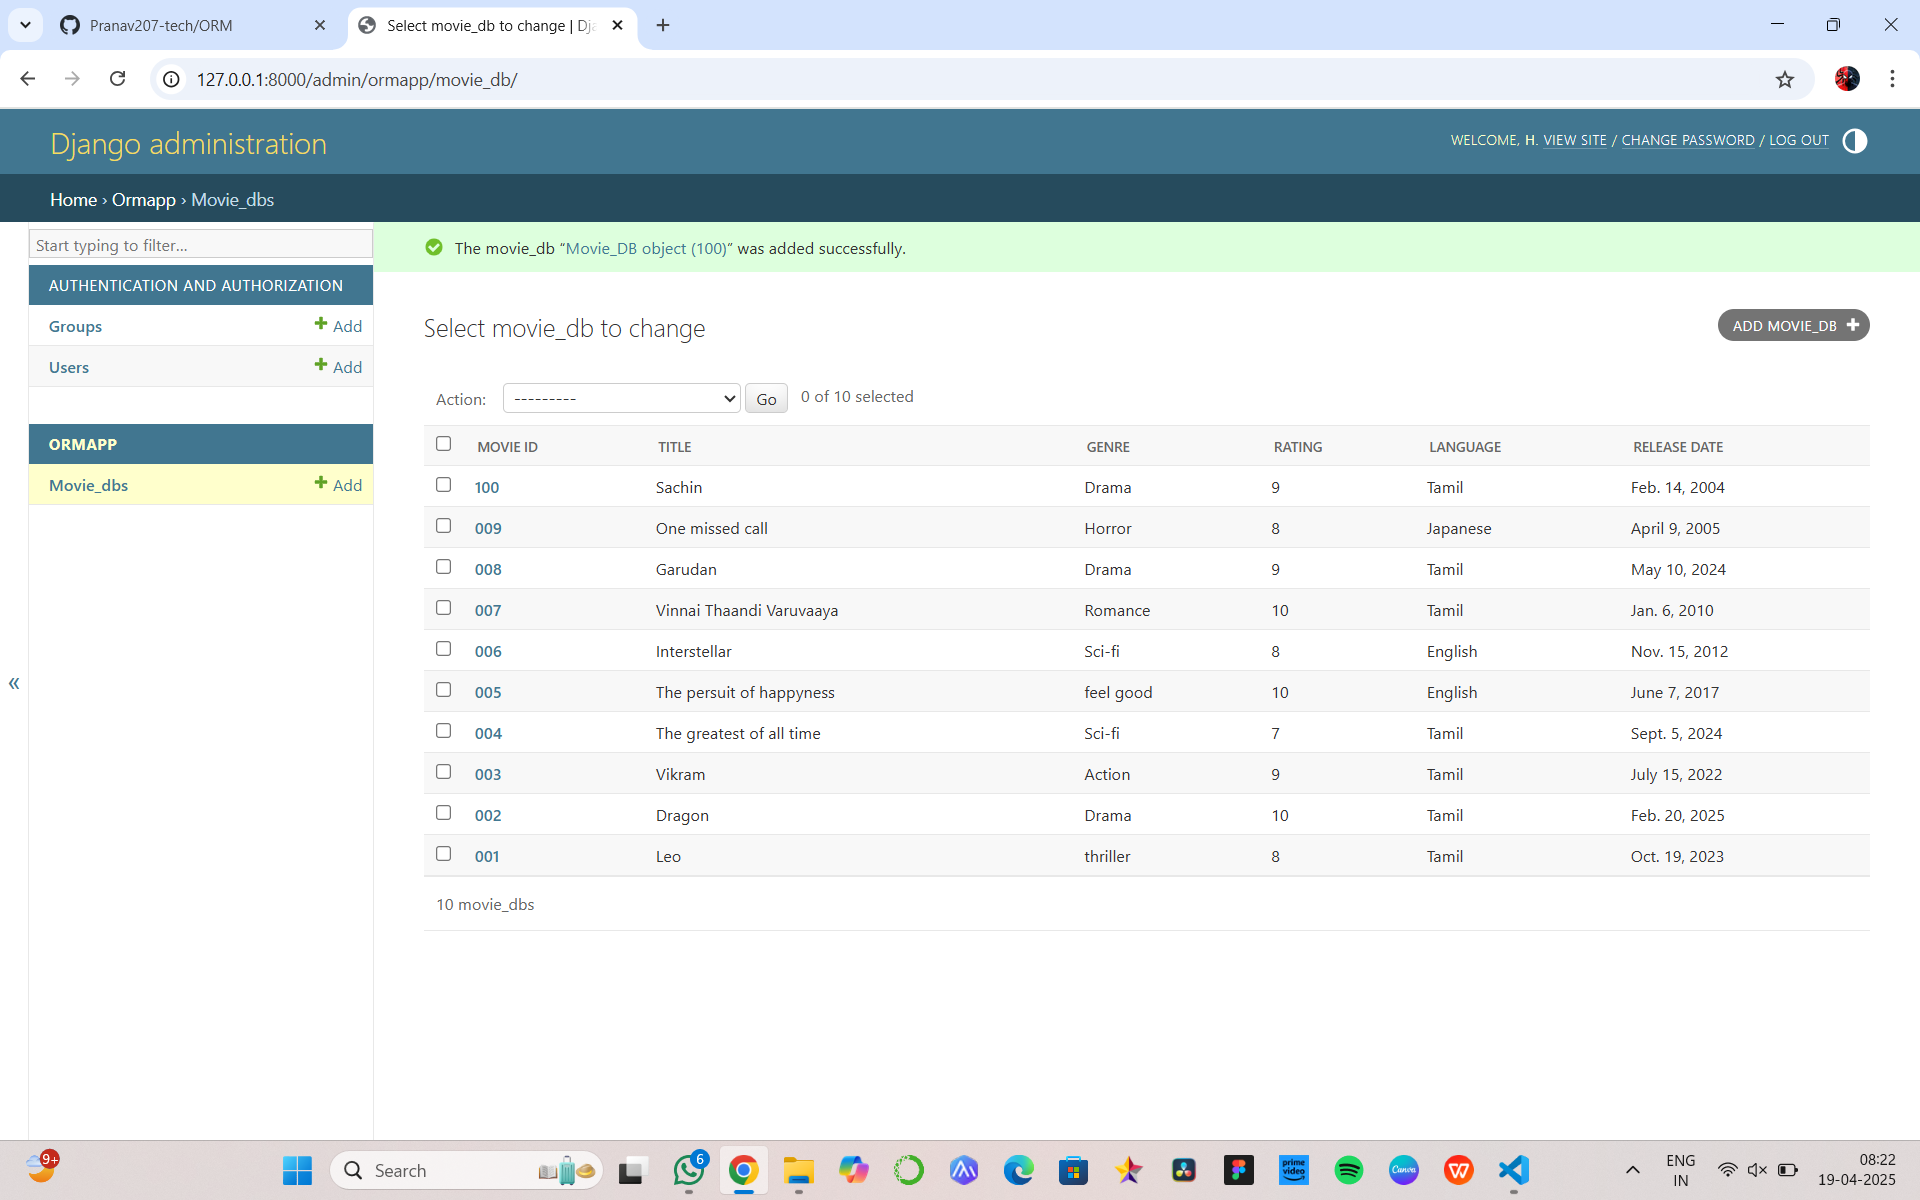 Pranav207-tech/ORM
Select movie_db to change | Dja
127.0.0.1:8000/admin/ormapp/movie_db/
Django administration
WELCOME, H. VIEW SITE / CHANGE PASSWORD / LOG OUT
Home › Ormapp › Movie_dbs
Start typing to filter...
The movie_db “Movie_DB object (100)” was added successfully.
AUTHENTICATION AND AUTHORIZATION
Groups Add
Users Add
ORMAPP
Movie_dbs Add
«
Select movie_db to change
ADD MOVIE_DB
Action: --------- Go 0 of 10 selected
MOVIE ID TITLE GENRE RATING LANGUAGE RELEASE DATE
100 Sachin Drama 9 Tamil Feb. 14, 2004
009 One missed call Horror 8 Japanese April 9, 2005
008 Garudan Drama 9 Tamil May 10, 2024
007 Vinnai Thaandi Varuvaaya Romance 10 Tamil Jan. 6, 2010
006 Interstellar Sci-fi 8 English Nov. 15, 2012
005 The persuit of happyness feel good 10 English June 7, 2017
004 The greatest of all time Sci-fi 7 Tamil Sept. 5, 2024
003 Vikram Action 9 Tamil July 15, 2022
002 Dragon Drama 10 Tamil Feb. 20, 2025
001 Leo thriller 8 Tamil Oct. 19, 2023
10 movie_dbs
9+
Search
6
prime video
Canva
ENG
IN
08:22
19-04-2025